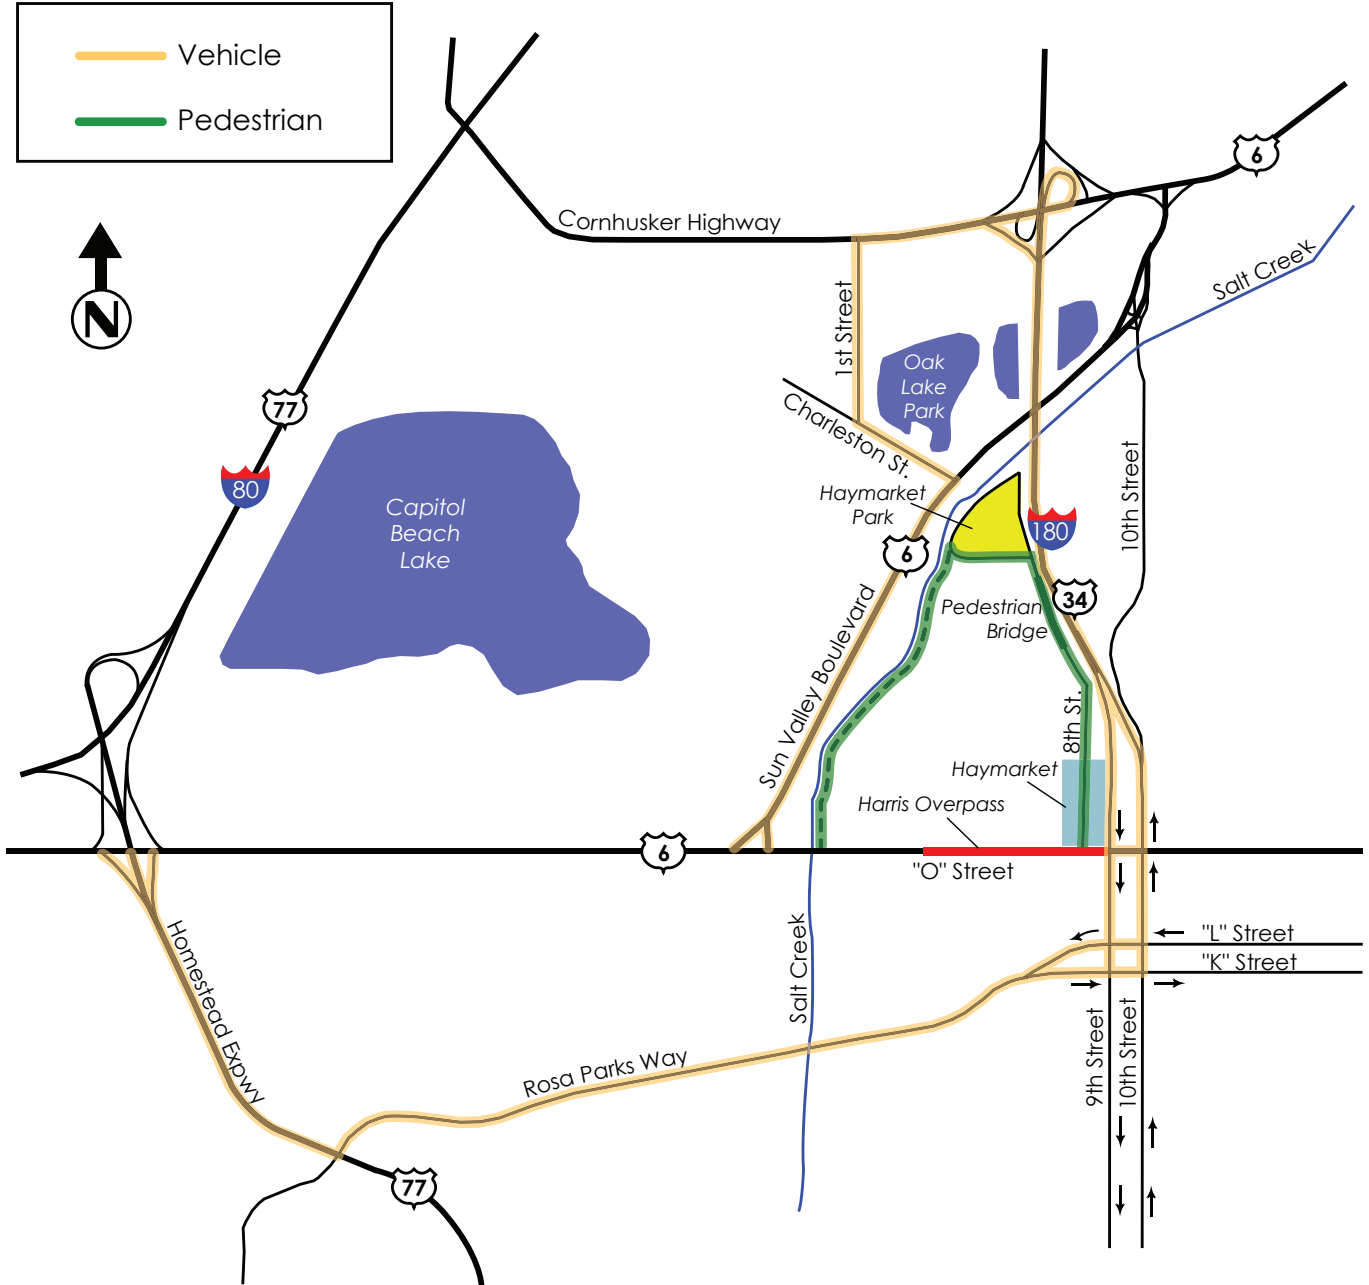 Vehicle
Pedestrian
6
Cornhusker Highway
Salt Creek
N
1st Street
Oak
Lake
Park
77
Charleston St.
80
10th Street
Haymarket
Park
Capitol
Beach
Lake
180
6
34
Pedestrian
Bridge
Sun Valley Boulevard
8th St.
Haymarket
Harris Overpass
6
"O" Street
"L" Street
"K" Street
Homestead Expwy
Salt Creek
Rosa Parks Way
9th Street
10th Street
77